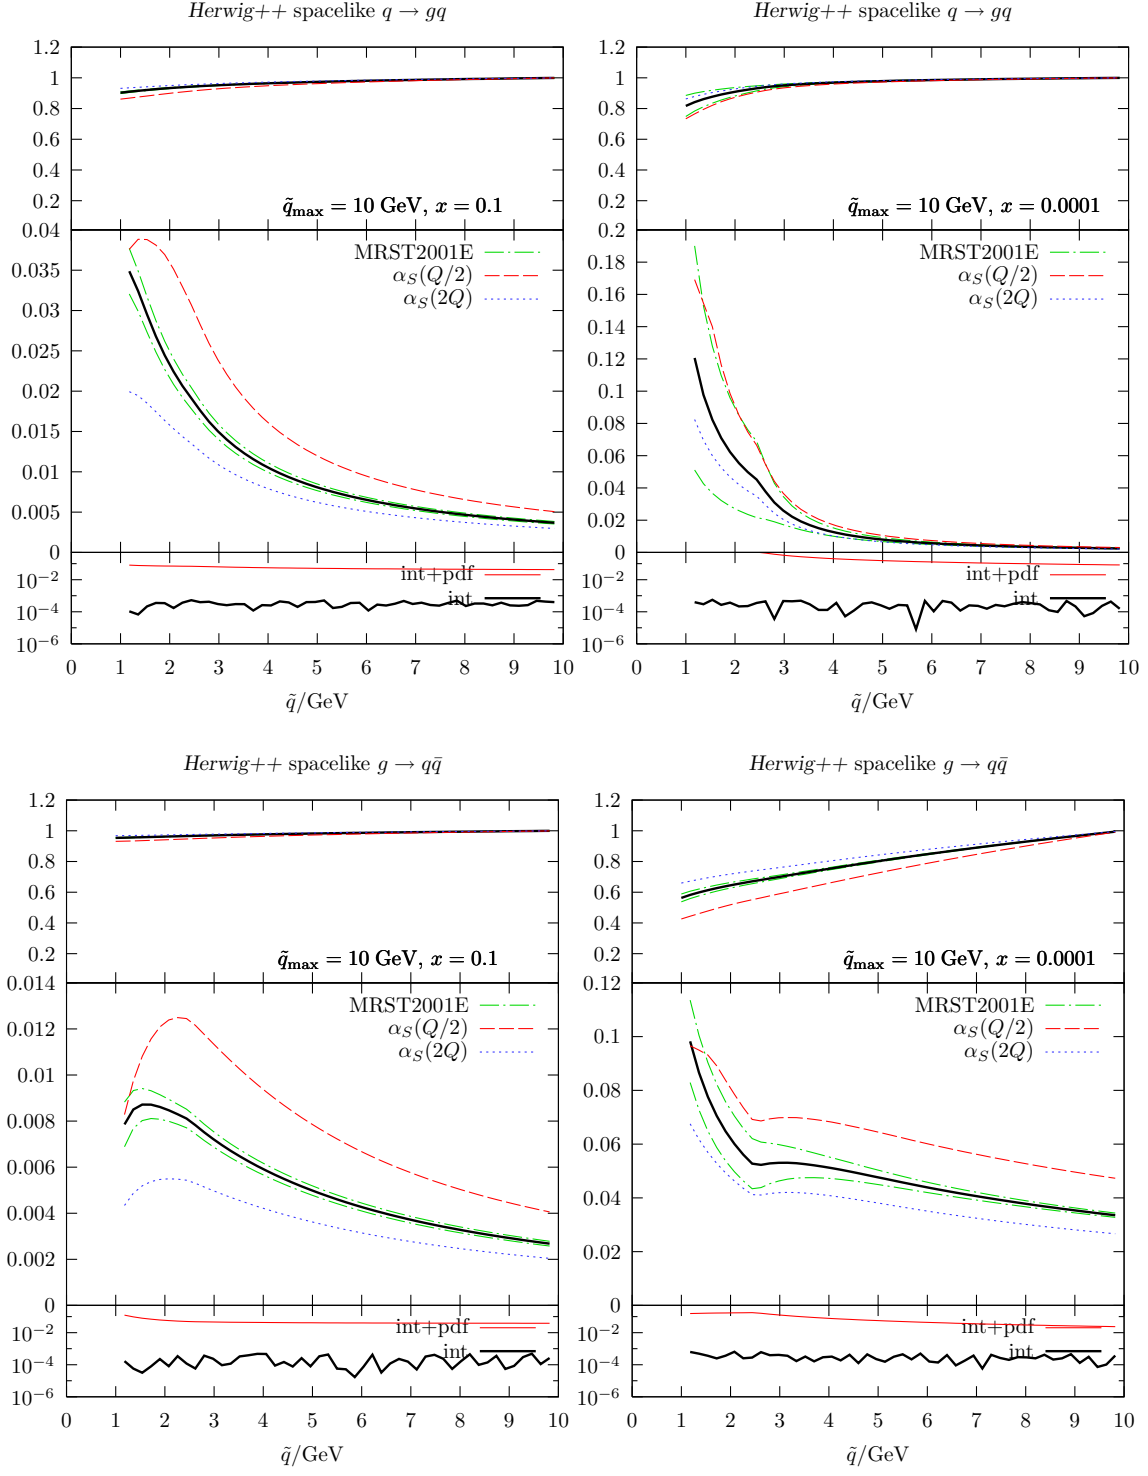 Herwig++ spacelike q → gq
1.2
1
0.8
0.6
0.4
0.2
q̃max = 10 GeV, x = 0.1
0.04
0.035
0.03
0.025
0.02
0.015
0.01
0.005
0
MRST2001E
αS(Q/2)
αS(2Q)
10−2
10−4
10−6
int+pdf
int
0 1 2 3 4 5 6 7 8 9 10
q̃/GeV
Herwig++ spacelike q → gq
1.2
1
0.8
0.6
0.4
0.2
q̃max = 10 GeV, x = 0.0001
0.2
0.18
0.16
0.14
0.12
0.1
0.08
0.06
0.04
0.02
0
MRST2001E
αS(Q/2)
αS(2Q)
10−2
10−4
10−6
int+pdf
int
0 1 2 3 4 5 6 7 8 9 10
q̃/GeV
Herwig++ spacelike g → qq̄
1.2
1
0.8
0.6
0.4
0.2
q̃max = 10 GeV, x = 0.1
0.014
0.012
0.01
0.008
0.006
0.004
0.002
0
MRST2001E
αS(Q/2)
αS(2Q)
10−2
10−4
10−6
int+pdf
int
0 1 2 3 4 5 6 7 8 9 10
q̃/GeV
Herwig++ spacelike g → qq̄
1.2
1
0.8
0.6
0.4
0.2
q̃max = 10 GeV, x = 0.0001
0.12
0.1
0.08
0.06
0.04
0.02
0
MRST2001E
αS(Q/2)
αS(2Q)
10−2
10−4
10−6
int+pdf
int
0 1 2 3 4 5 6 7 8 9 10
q̃/GeV